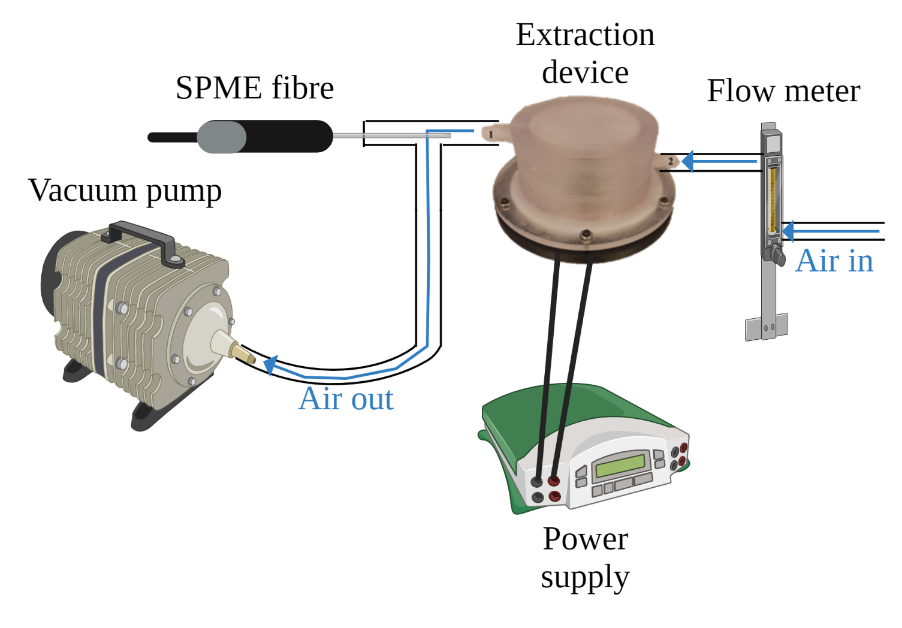 Extraction
device
SPME fibre
Flow meter
1
2
Vacuum pump
Air in
Air out
Power
supply